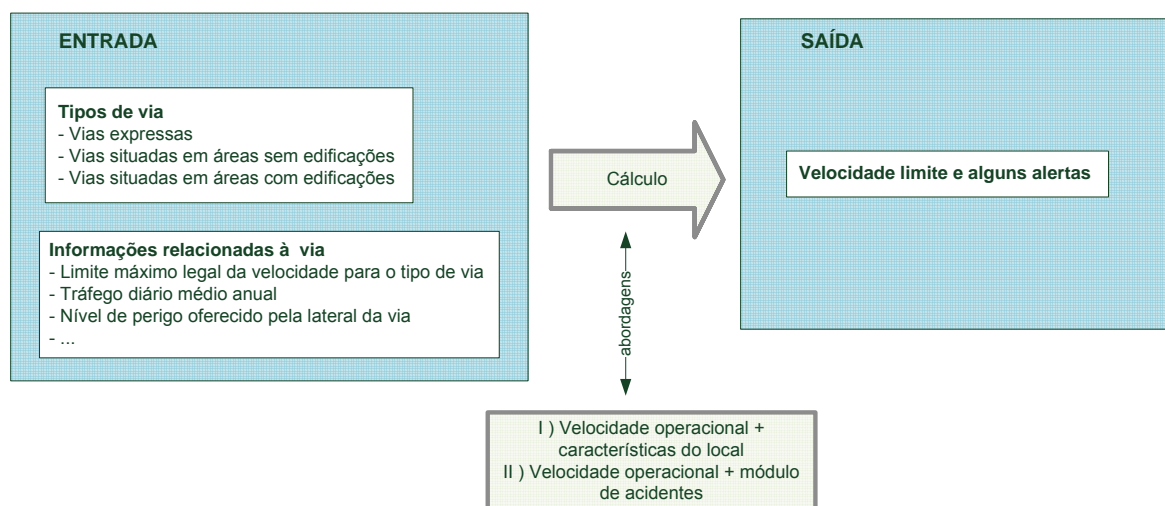 ENTRADA
Tipos de via
- Vias expressas
- Vias situadas em áreas sem edificações
- Vias situadas em áreas com edificações
Informações relacionadas à via
- Limite máximo legal da velocidade para o tipo de via
- Tráfego diário médio anual
- Nível de perigo oferecido pela lateral da via
- ...
Cálculo
abordagens
I ) Velocidade operacional +
características do local
II ) Velocidade operacional + módulo
de acidentes
SAÍDA
Velocidade limite e alguns alertas